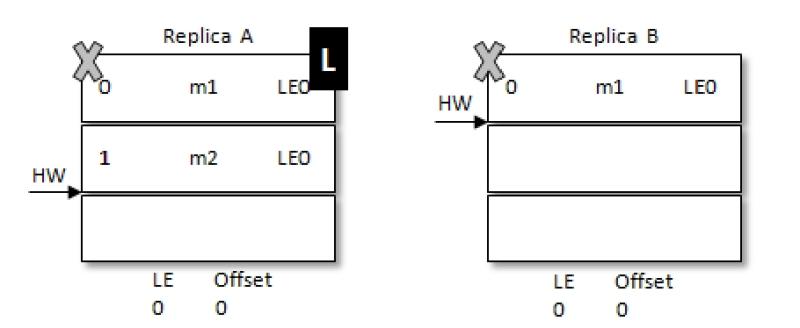 Replica A
L
0 m1 LE0
HW
1 m2 LE0
LE Offset
0 0
Replica B
0 m1 LE0
HW
LE Offset
0 0